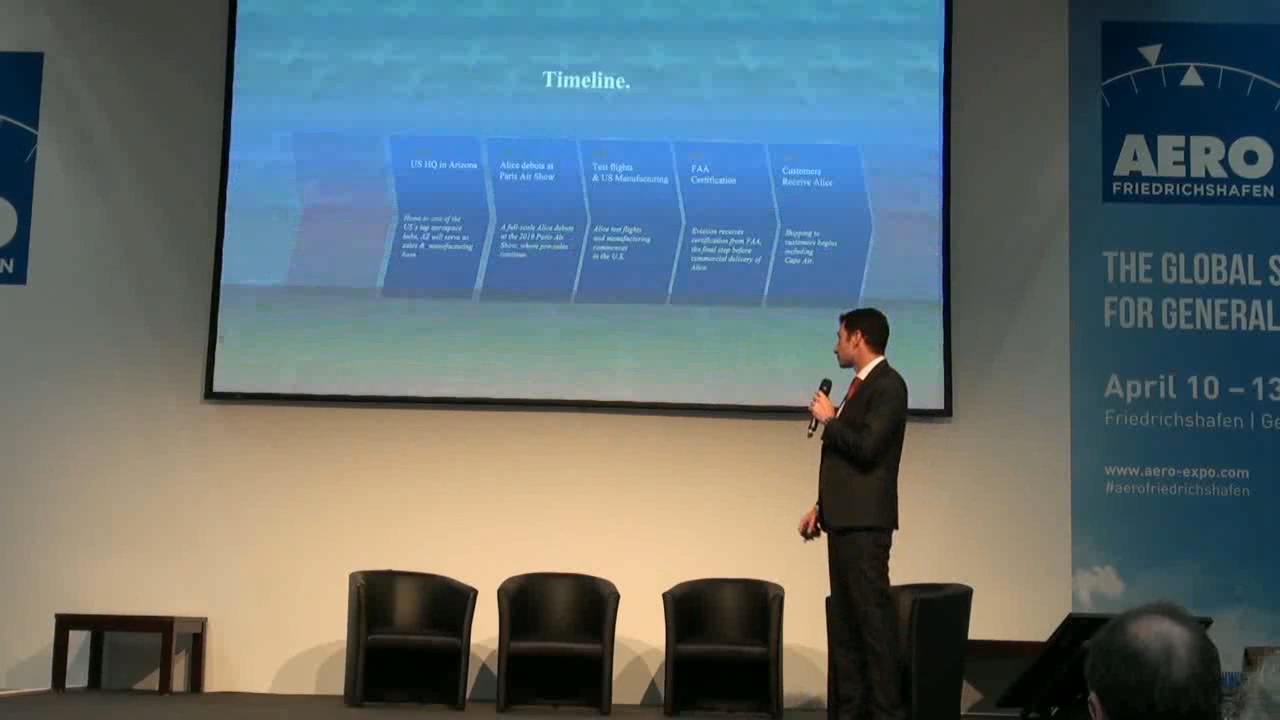 Timeline.
US HQ in Arizona
Home to one of the
US's top aerospace
hubs, AZ will serve as
sales & manufacturing
base.
Alice debuts at
Paris Air Show
A full-scale Alice debuts
at the 2019 Paris Air
Show, where pre-sales
continue.
Test flights
& US Manufacturing
Alice test flights
and manufacturing
commences
in the U.S.
FAA
Certification
Eviation receives
certification from FAA,
the final step before
commercial delivery of
Alice.
Customers
Receive Alice
Shipping to
customers begins
including
Cape Air.
AERO
FRIEDRICHSHAFEN
THE GLOBAL S
FOR GENERAL
April 10 – 13
Friedrichshafen | Ge
www.aero-expo.com
#aerofriedrichshafen
O
EN